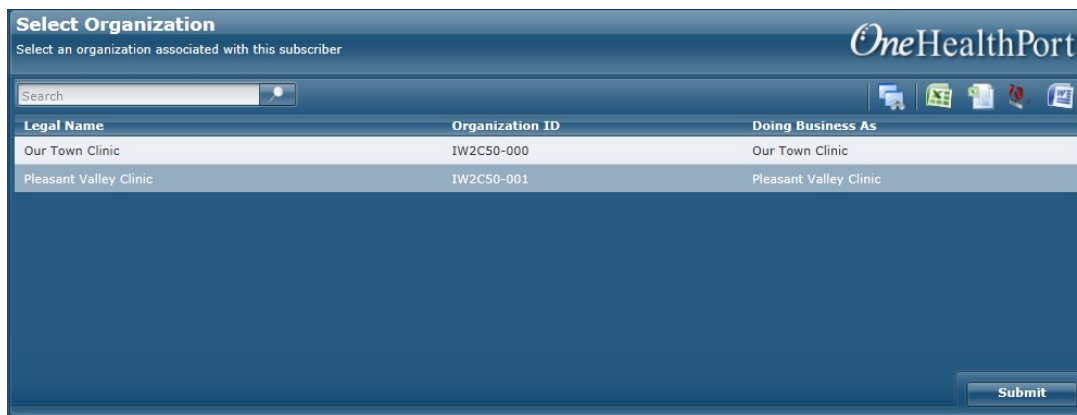 Select Organization
Select an organization associated with this subscriber
OneHealthPort
Search
Legal Name Organization ID Doing Business As
Our Town Clinic IW2C50-000 Our Town Clinic
Pleasant Valley Clinic IW2C50-001 Pleasant Valley Clinic
Submit